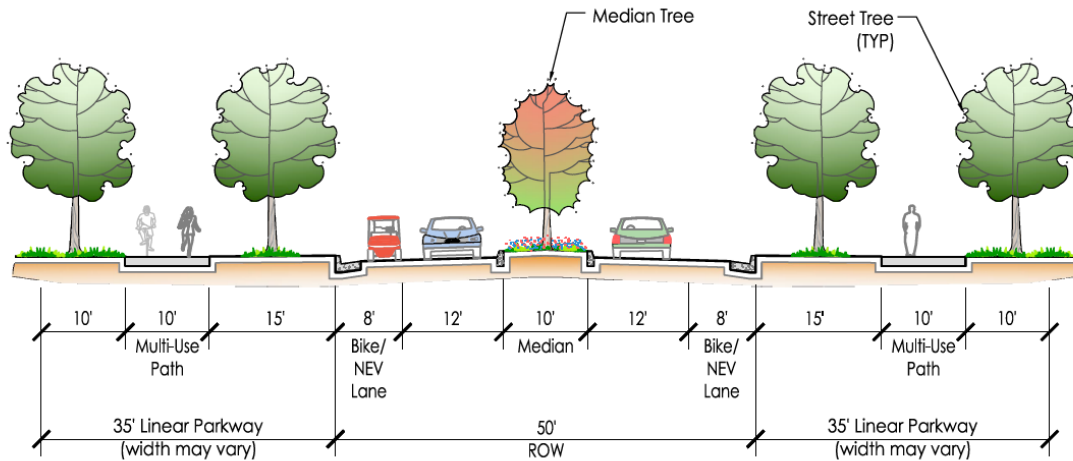 Median Tree
Street Tree
(TYP)
10'
10'
15'
8'
12'
10'
12'
8'
15'
10'
10'
Multi-Use
Path
Bike/
NEV
Lane
Median
Bike/
NEV
Lane
Multi-Use
Path
35' Linear Parkway
(width may vary)
50'
ROW
35' Linear Parkway
(width may vary)